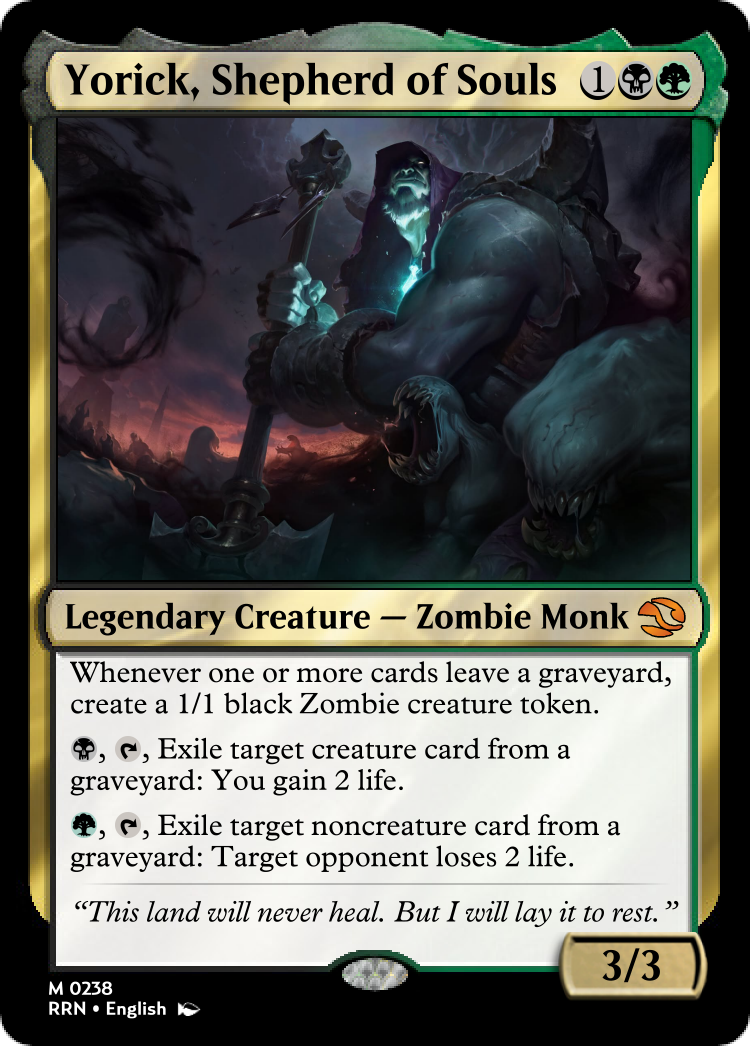 Yorick, Shepherd of Souls 1
Legendary Creature — Zombie Monk
Whenever one or more cards leave a graveyard,
create a 1/1 black Zombie creature token.
, , Exile target creature card from a
graveyard: You gain 2 life.
, , Exile target noncreature card from a
graveyard: Target opponent loses 2 life.
“This land will never heal. But I will lay it to rest.”
3/3
M 0238
RRN • English